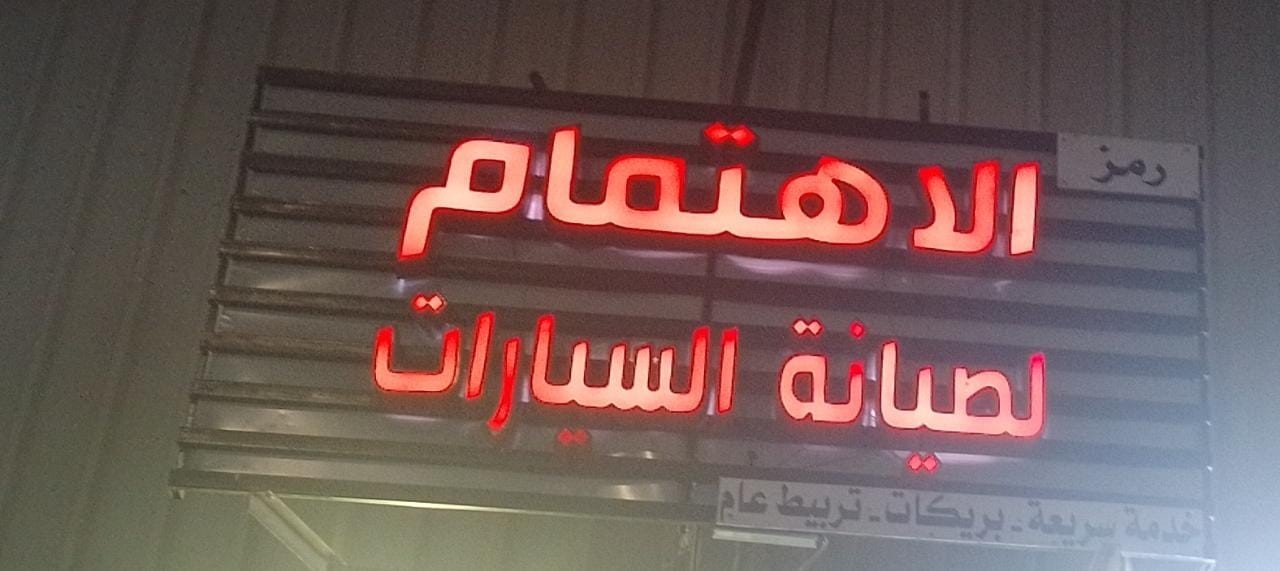 رمز
الاهتمام
لصيانة السيارات
خدمة سريعة - بريكات - تربيط عام